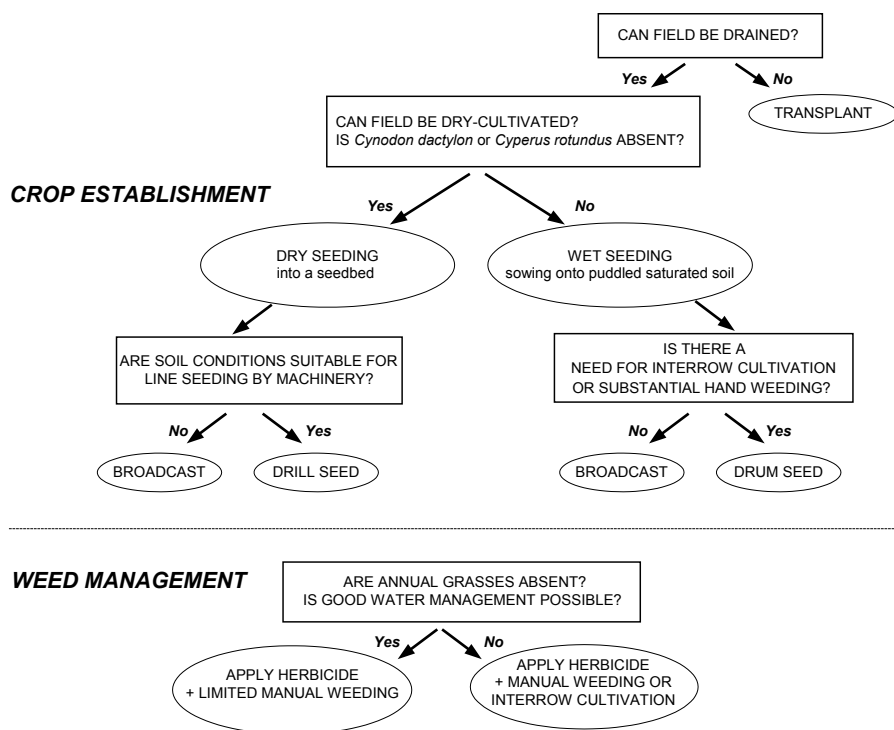 CAN FIELD BE DRAINED?
Yes
No
TRANSPLANT
CAN FIELD BE DRY-CULTIVATED?
IS Cynodon dactylon or Cyperus rotundus ABSENT?
CROP ESTABLISHMENT
Yes
No
DRY SEEDING
into a seedbed
WET SEEDING
sowing onto puddled saturated soil
ARE SOIL CONDITIONS SUITABLE FOR
LINE SEEDING BY MACHINERY?
IS THERE A
NEED FOR INTERROW CULTIVATION
OR SUBSTANTIAL HAND WEEDING?
No
Yes
No
Yes
BROADCAST
DRILL SEED
BROADCAST
DRUM SEED
WEED MANAGEMENT
ARE ANNUAL GRASSES ABSENT?
IS GOOD WATER MANAGEMENT POSSIBLE?
Yes
No
APPLY HERBICIDE
+ LIMITED MANUAL WEEDING
APPLY HERBICIDE
+ MANUAL WEEDING OR
INTERROW CULTIVATION